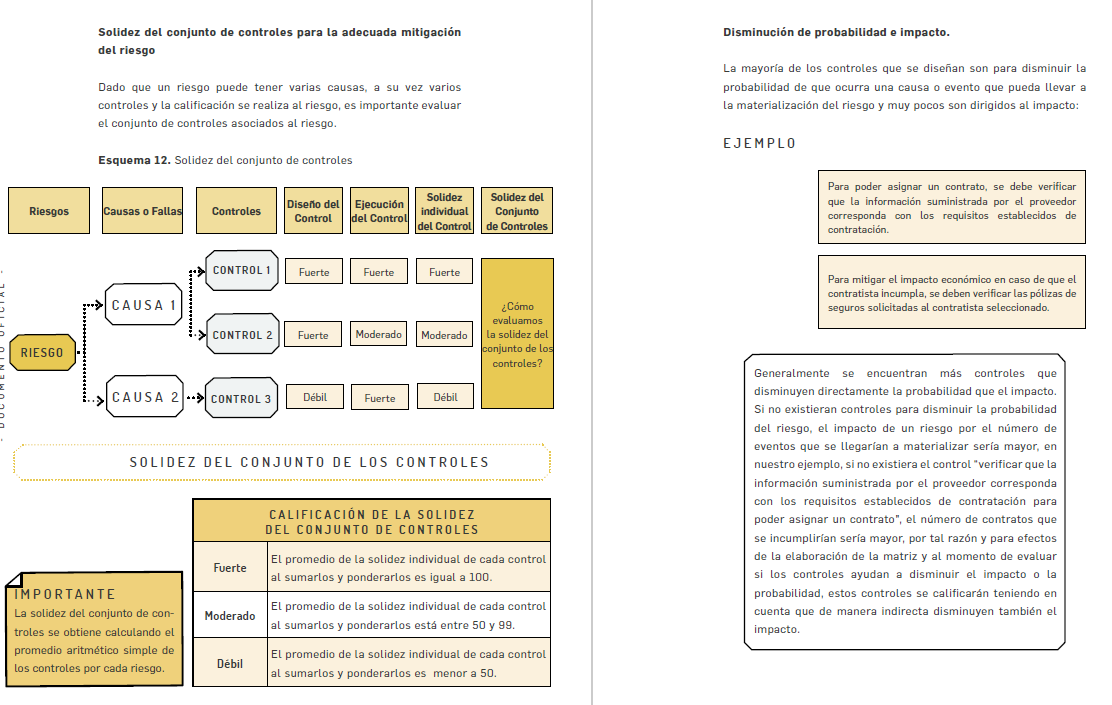 Solidez del conjunto de controles para la adecuada mitigación
del riesgo
Dado que un riesgo puede tener varias causas, a su vez varios
controles y la calificación se realiza al riesgo, es importante evaluar
el conjunto de controles asociados al riesgo.
Esquema 12. Solidez del conjunto de controles
Riesgos
Causas o Fallas
Controles
Diseño del
Control
Ejecución
del Control
Solidez
individual
del Control
Solidez del
Conjunto
de Controles
- DOCUMENTO OFICIAL -
RIESGO
CAUSA 1
CAUSA 2
CONTROL 1
Fuerte
Fuerte
Fuerte
CONTROL 2
Fuerte
Moderado
Moderado
CONTROL 3
Débil
Fuerte
Débil
¿Cómo
evaluamos
la solidez del
conjunto de los
controles?
SOLIDEZ DEL CONJUNTO DE LOS CONTROLES
IMPORTANTE
La solidez del conjunto de con-
troles se obtiene calculando el
promedio aritmético simple de
los controles por cada riesgo.
CALIFICACIÓN DE LA SOLIDEZ
DEL CONJUNTO DE CONTROLES
Fuerte
El promedio de la solidez individual de cada control
al sumarlos y ponderarlos es igual a 100.
Moderado
El promedio de la solidez individual de cada control
al sumarlos y ponderarlos está entre 50 y 99.
Débil
El promedio de la solidez individual de cada control
al sumarlos y ponderarlos es menor a 50.
Disminución de probabilidad e impacto.
La mayoría de los controles que se diseñan son para disminuir la
probabilidad de que ocurra una causa o evento que pueda llevar a
la materialización del riesgo y muy pocos son dirigidos al impacto:
EJEMPLO
Para poder asignar un contrato, se debe verificar
que la información suministrada por el proveedor
corresponda con los requisitos establecidos de
contratación.
Para mitigar el impacto económico en caso de que el
contratista incumpla, se deben verificar las pólizas de
seguros solicitadas al contratista seleccionado.
Generalmente se encuentran más controles que
disminuyen directamente la probabilidad que el impacto.
Si no existieran controles para disminuir la probabilidad
del riesgo, el impacto de un riesgo por el número de
eventos que se llegarían a materializar sería mayor, en
nuestro ejemplo, si no existiera el control "verificar que la
información suministrada por el proveedor corresponda
con los requisitos establecidos de contratación para
poder asignar un contrato", el número de contratos que
se incumplirían sería mayor, por tal razón y para efectos
de la elaboración de la matriz y al momento de evaluar
si los controles ayudan a disminuir el impacto o la
probabilidad, estos controles se calificarán teniendo en
cuenta que de manera indirecta disminuyen también el
impacto.